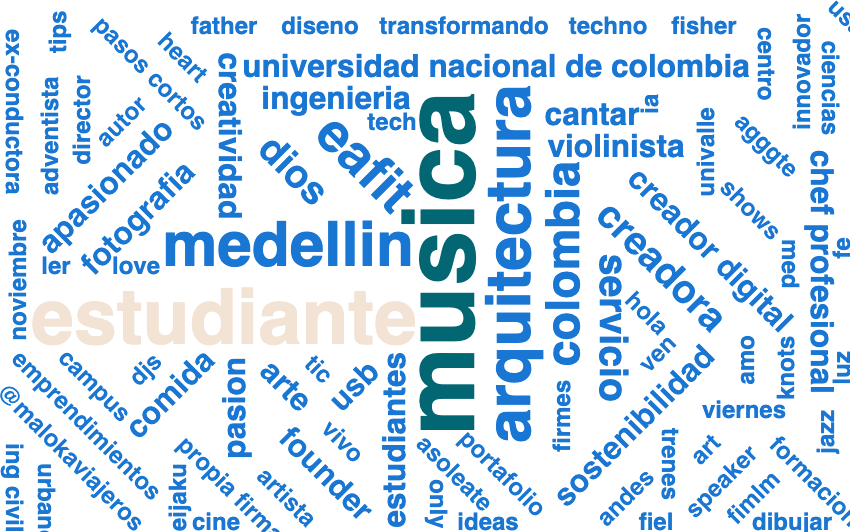 father
diseno
transformando
techno
fisher
tips
ex-conductora
pasos cortos
heart
universidad nacional de colombia
centro
innovador
ciencias
creatividad
ingenieria
tech
musica
arquitectura
cantar
ia
violinista
univalle
agggte
adventista
director
autor
apasionado
fotografia
dios
eafit
medellin
colombia
creador digital
creadora
servicio
shows
chef profesional
med
fe
ler
love
noviembre
estudiante
hola
ven
amo
knots
luz
emprendimientos
campus
djs
comida
pasion
arte
tic
usb
estudiantes
firmes
sostenibilidad
viernes
jazz
@malokaviajeros
vivo
founder
propia firma
artista
asoleate
portafolio
trenes
art
speaker
formacion
ing civil
eijaku
cine
only
ideas
andes
fiel
fimlm
dibujar